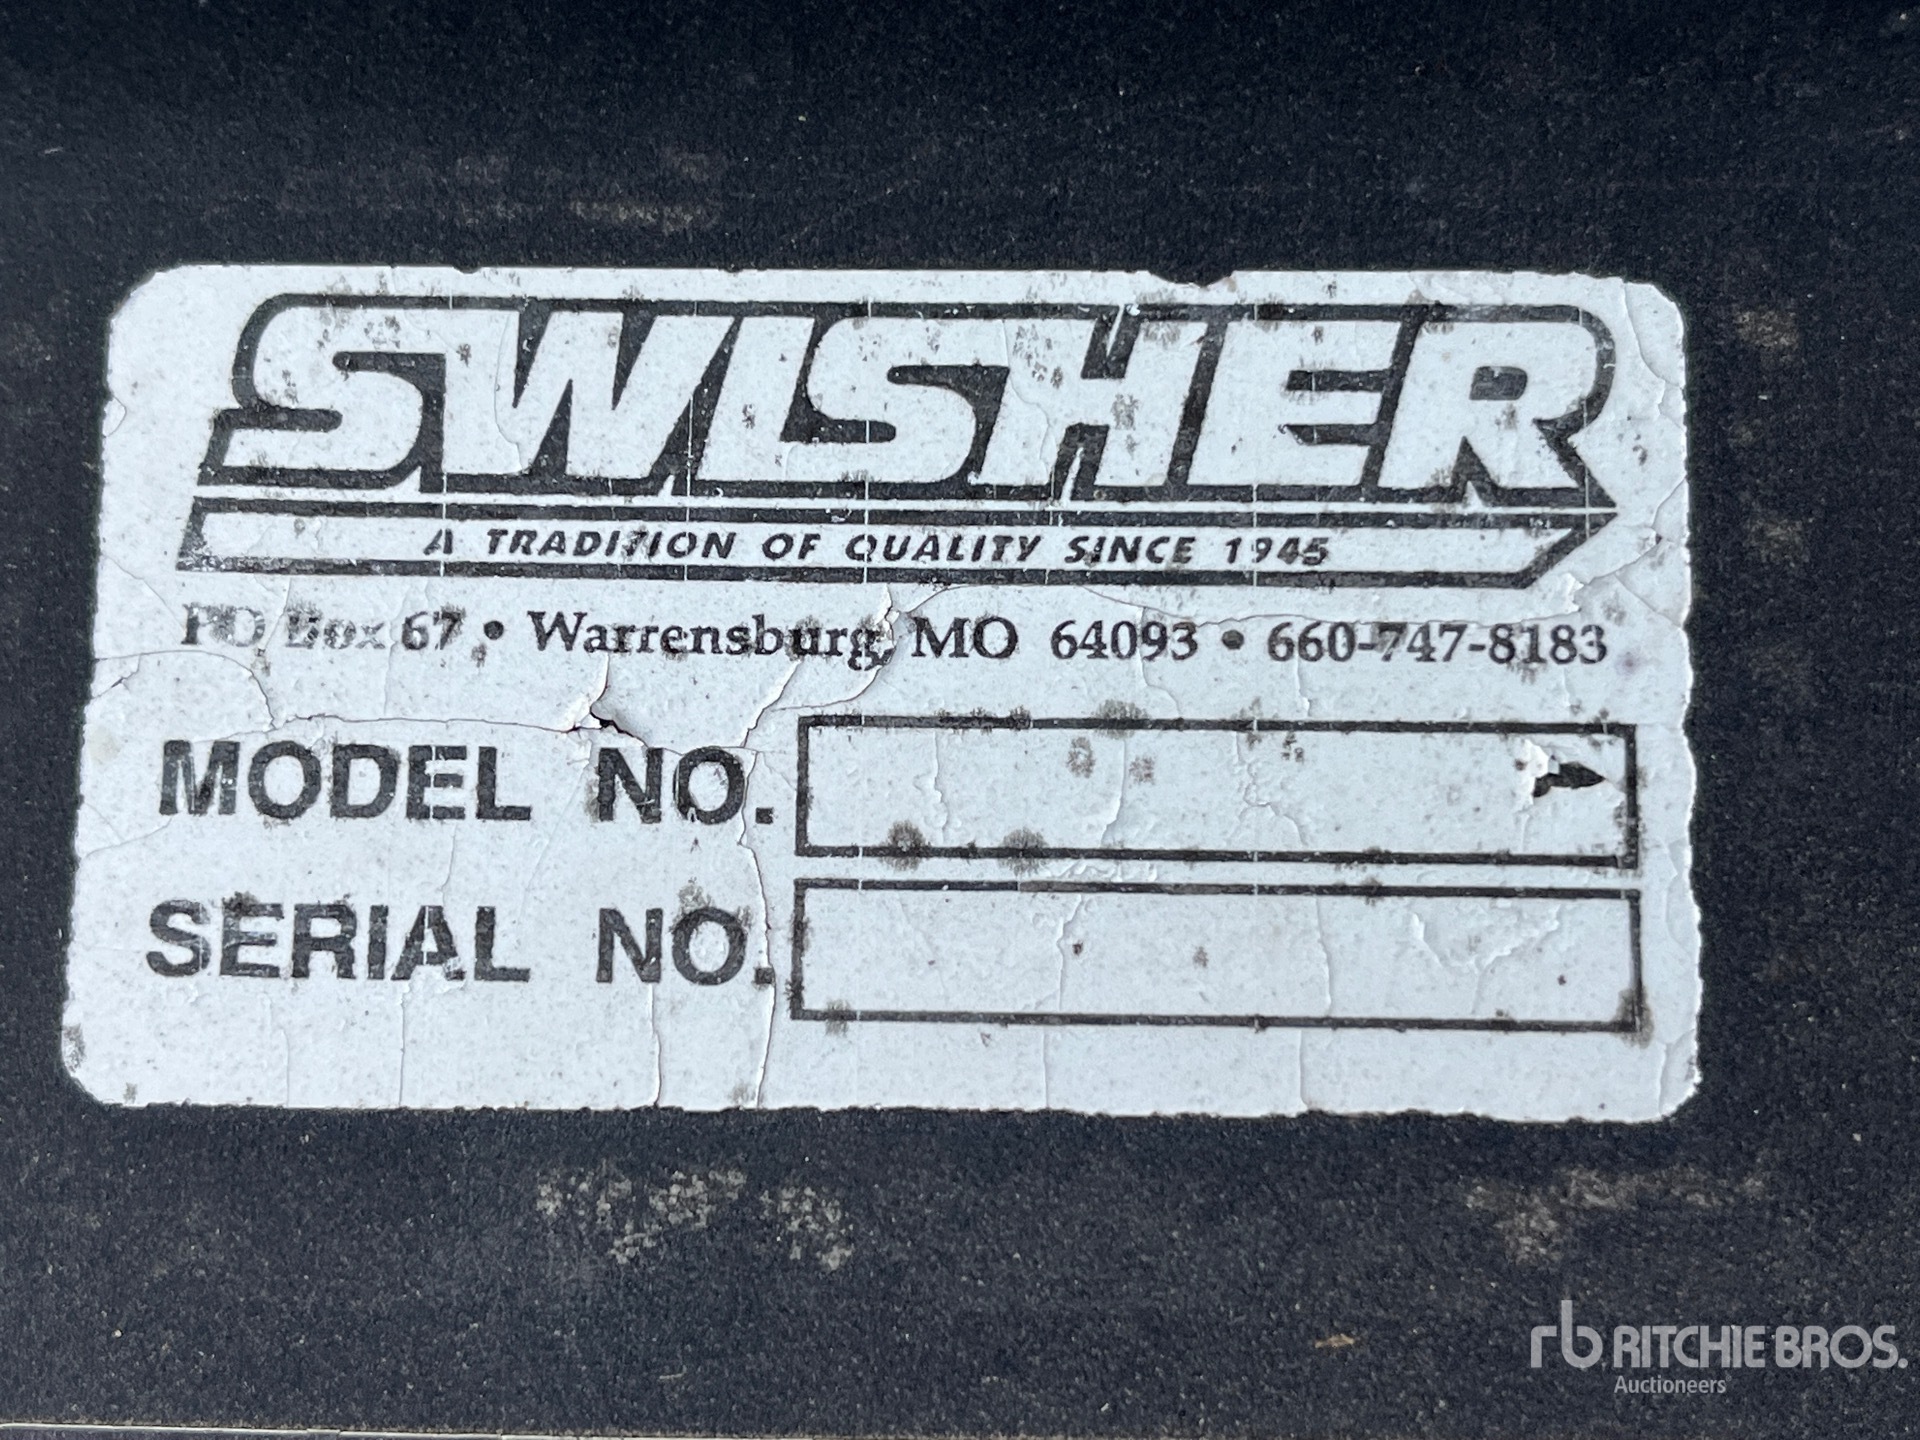 SWISHER
A TRADITION OF QUALITY SINCE 1945
PO Box 67 • Warrensburg, MO 64093 • 660-747-8183
MODEL NO.
SERIAL NO.
rb RITCHIE BROS.
Auctioneers